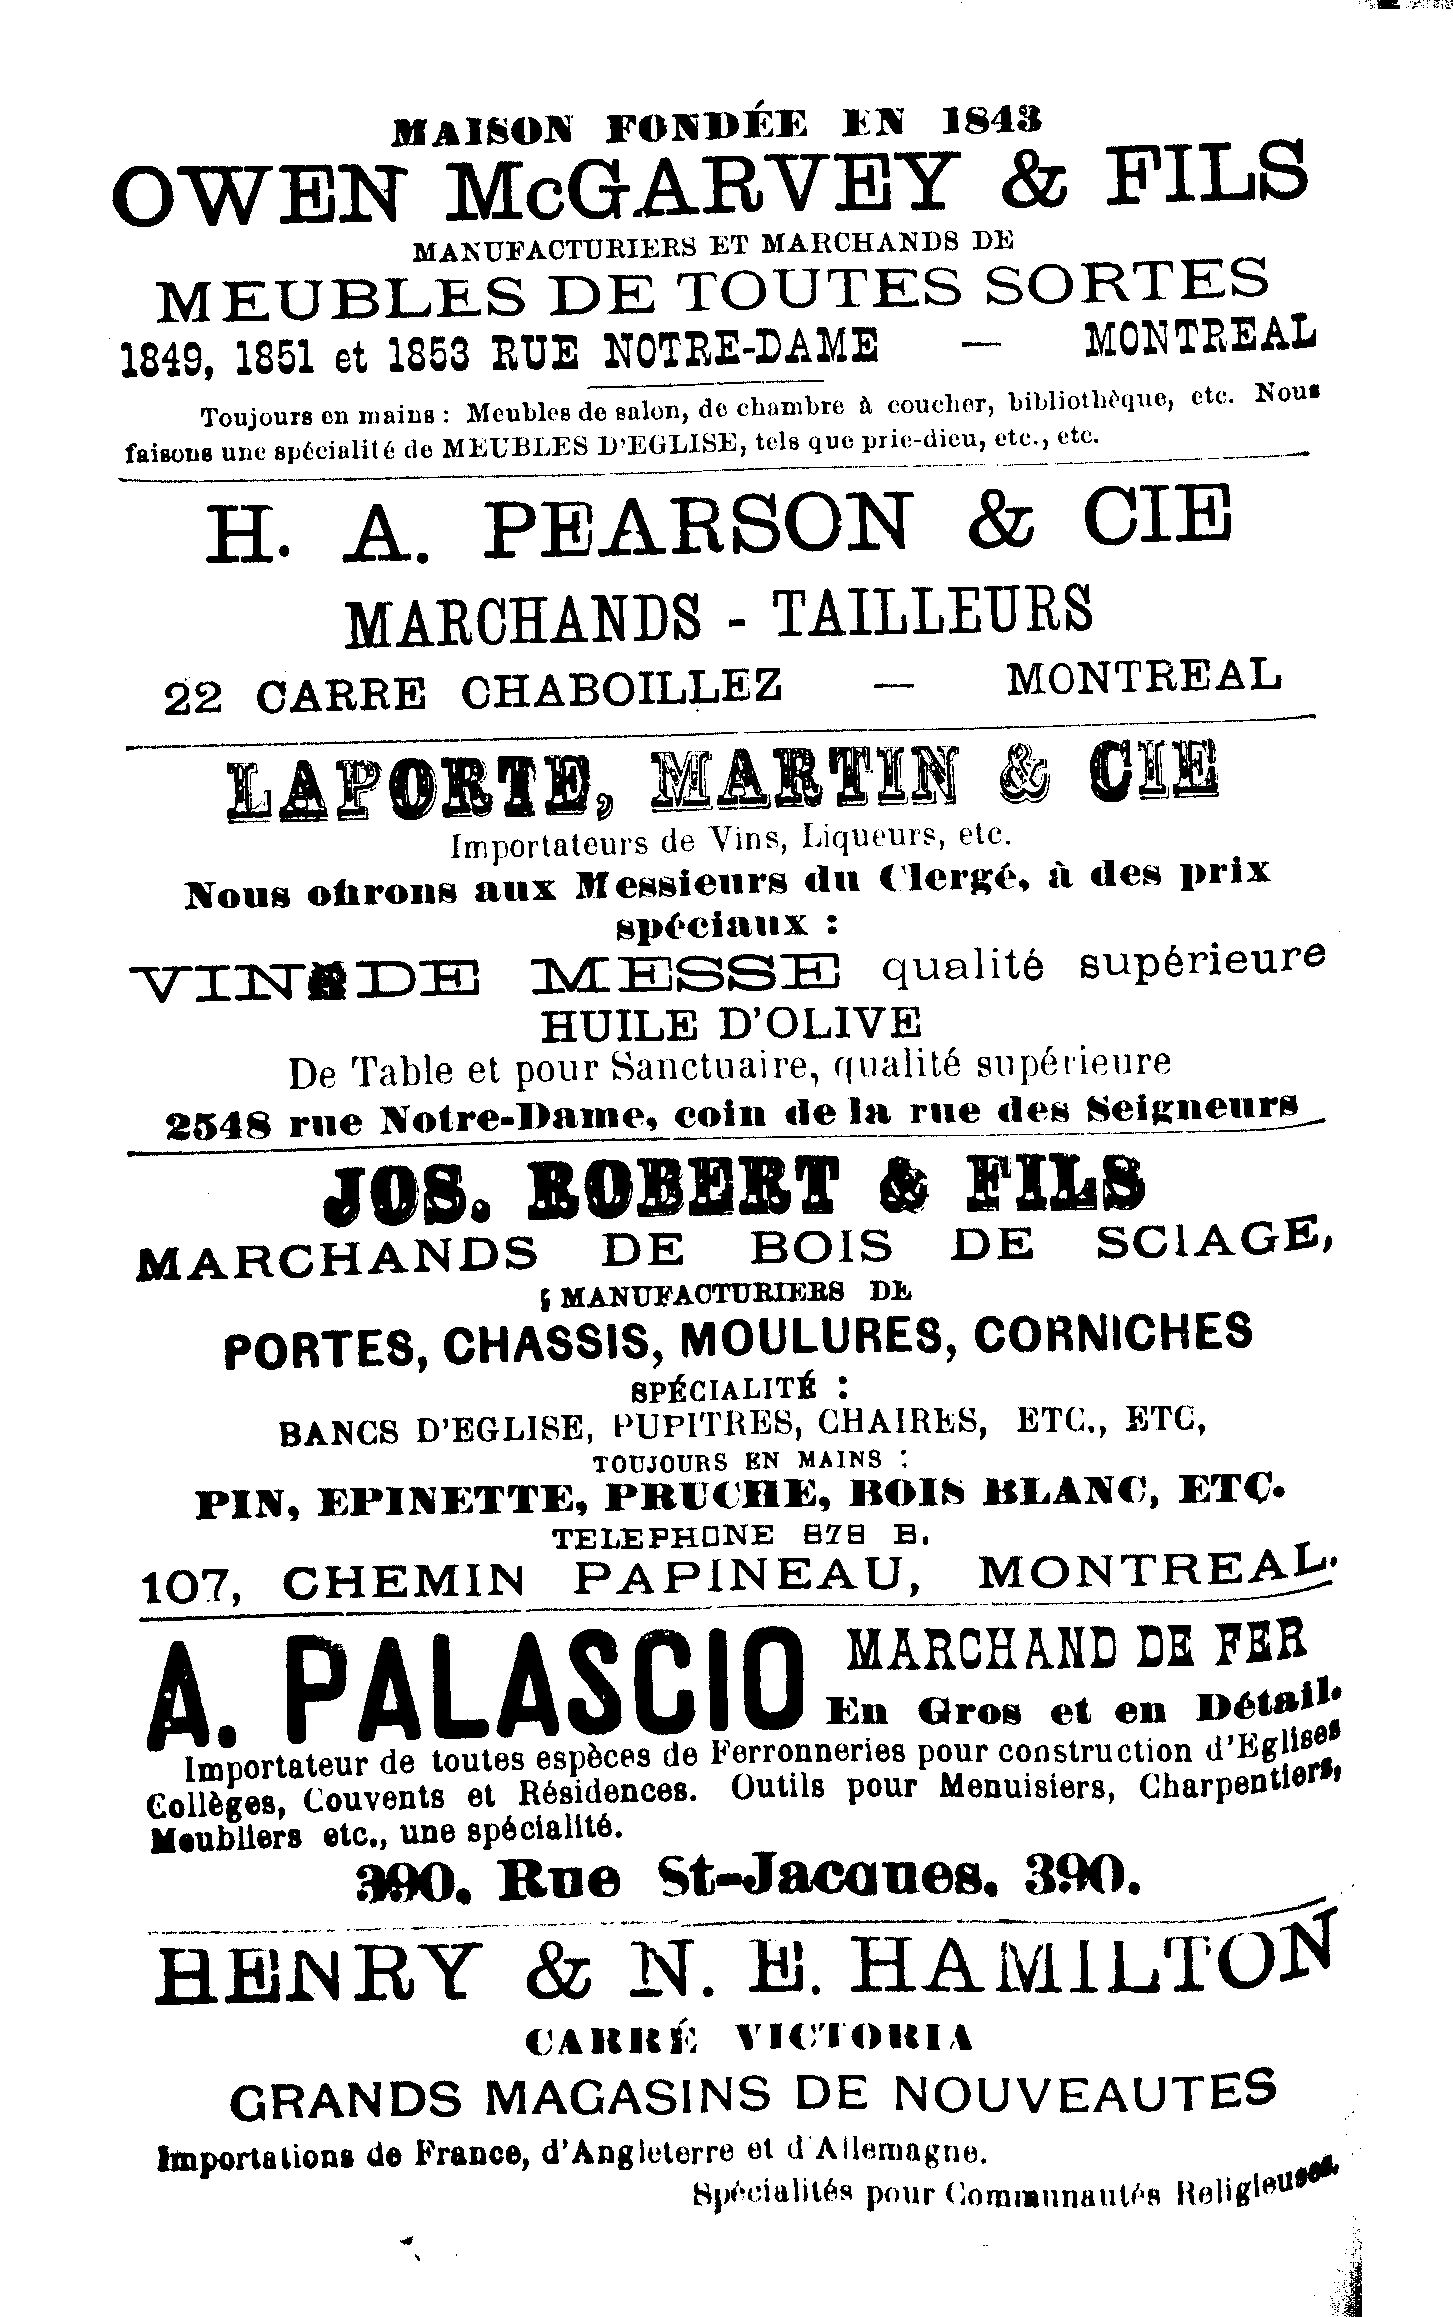 MAISON FONDÉE EN 1843
OWEN McGARVEY & FILS
MANUFACTURIERS ET MARCHANDS DE
MEUBLES DE TOUTES SORTES
1849, 1851 et 1853 RUE NOTRE-DAME — MONTREAL
Toujours en mains : Meubles de salon, de chambre à coucher, bibliothèque, etc. Nous
faisons une spécialité de MEUBLES D'EGLISE, tels que prie-dieu, etc., etc.
H. A. PEARSON & CIE
MARCHANDS - TAILLEURS
22 CARRE CHABOILLEZ — MONTREAL
LAPORTE, MARTIN & CIE
Importateurs de Vins, Liqueurs, etc.
Nous offrons aux Messieurs du Clergé, à des prix
spéciaux :
VIN DE MESSE qualité supérieure
HUILE D'OLIVE
De Table et pour Sanctuaire, qualité supérieure
2548 rue Notre-Dame, coin de la rue des Seigneurs
JOS. ROBERT & FILS
MARCHANDS DE BOIS DE SCIAGE,
MANUFACTURIERS DE
PORTES, CHASSIS, MOULURES, CORNICHES
SPÉCIALITÉ :
BANCS D'EGLISE, PUPITRES, CHAIRES, ETC., ETC,
TOUJOURS EN MAINS :
PIN, EPINETTE, PRUCHE, BOIS BLANC, ETC.
TELEPHONE 878 B.
107, CHEMIN PAPINEAU, MONTREAL.
A. PALASCIO MARCHAND DE FER
En Gros et en Détail.
Importateur de toutes espèces de Ferronneries pour construction d'Eglises
Collèges, Couvents et Résidences. Outils pour Menuisiers, Charpentiers,
Meubliers etc., une spécialité.
390. Rue St-Jacques. 390.
HENRY & N. E. HAMILTON
CARRÉ VICTORIA
GRANDS MAGASINS DE NOUVEAUTES
Importations de France, d'Angleterre et d'Allemagne.
Spécialités pour Communautés Religieuses.